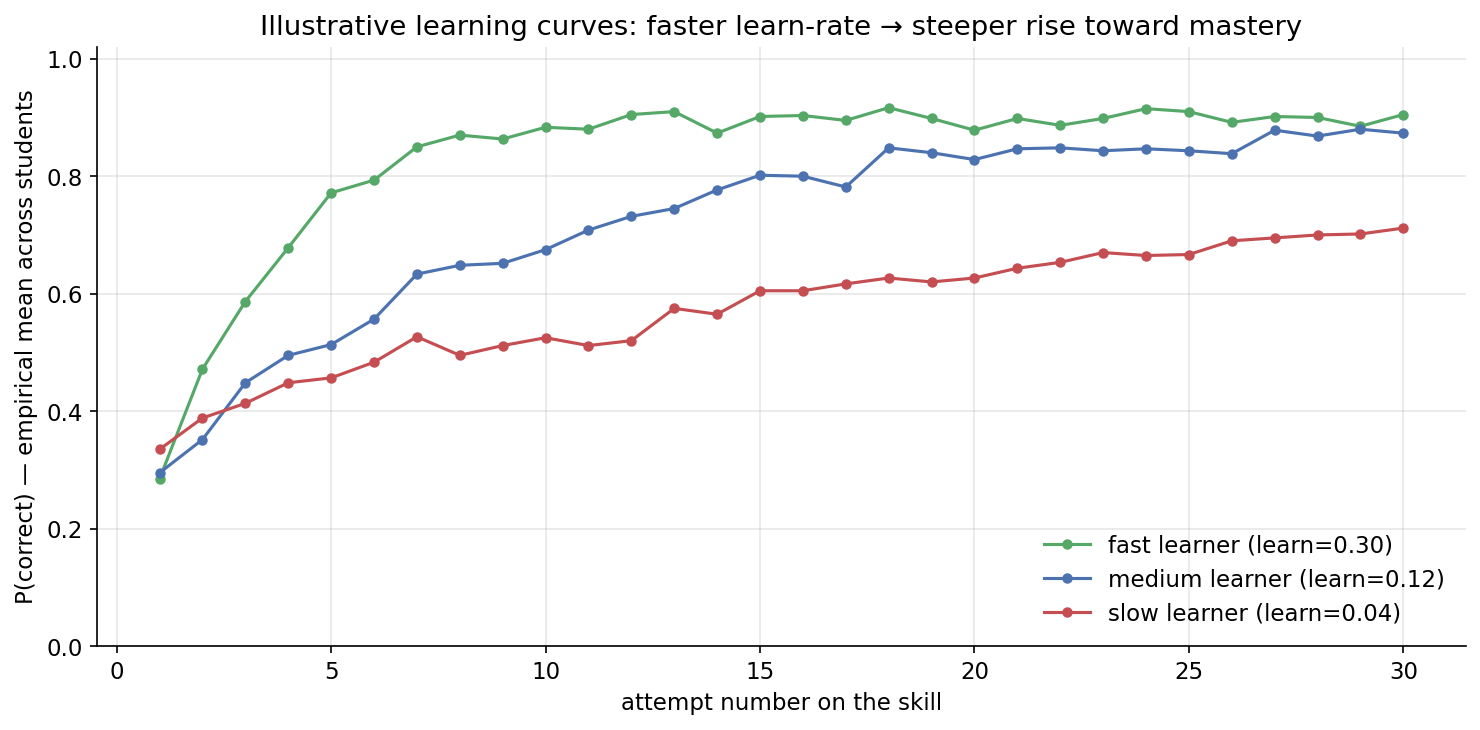 Illustrative learning curves: faster learn-rate → steeper rise toward mastery
P(correct) — empirical mean across students
1.0
0.8
0.6
0.4
0.2
0.0
fast learner (learn=0.30)
medium learner (learn=0.12)
slow learner (learn=0.04)
0 5 10 15 20 25 30
attempt number on the skill